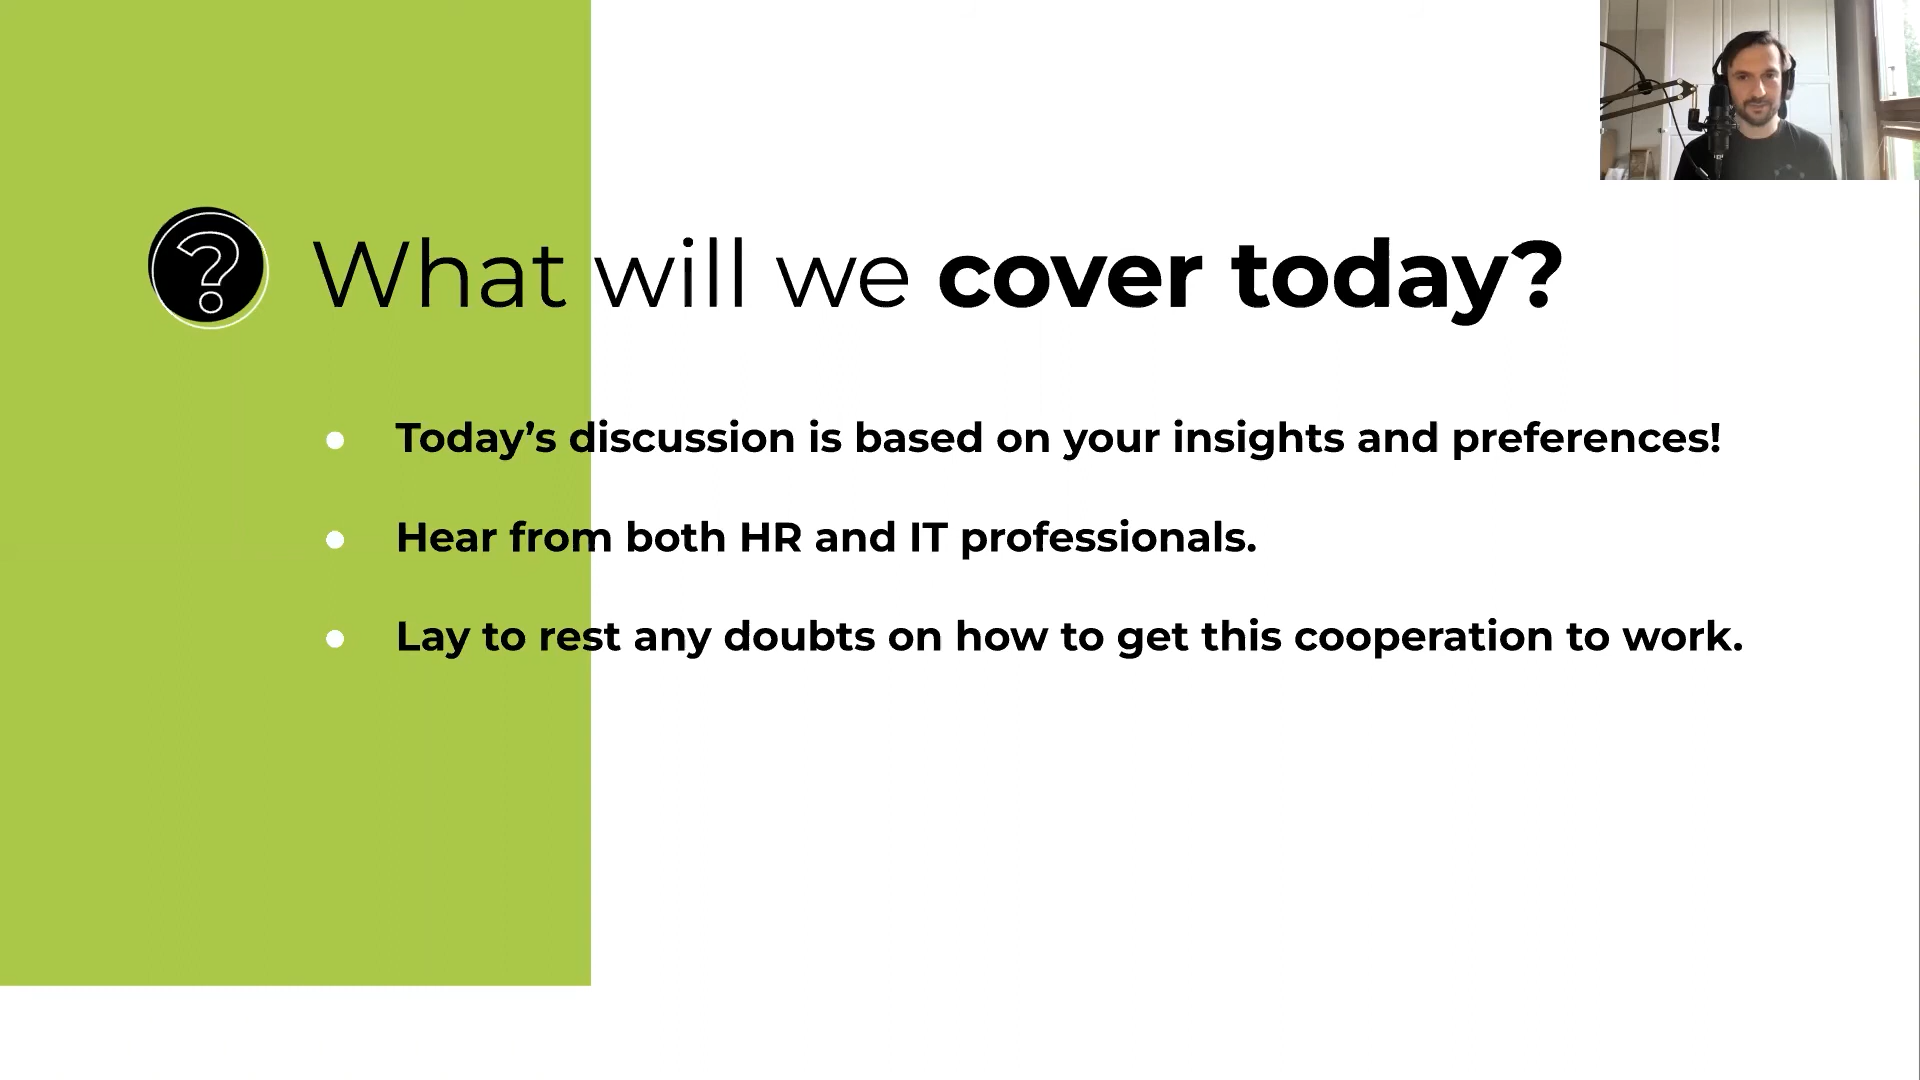 What will we cover today?
Today’s discussion is based on your insights and preferences!
Hear from both HR and IT professionals.
Lay to rest any doubts on how to get this cooperation to work.